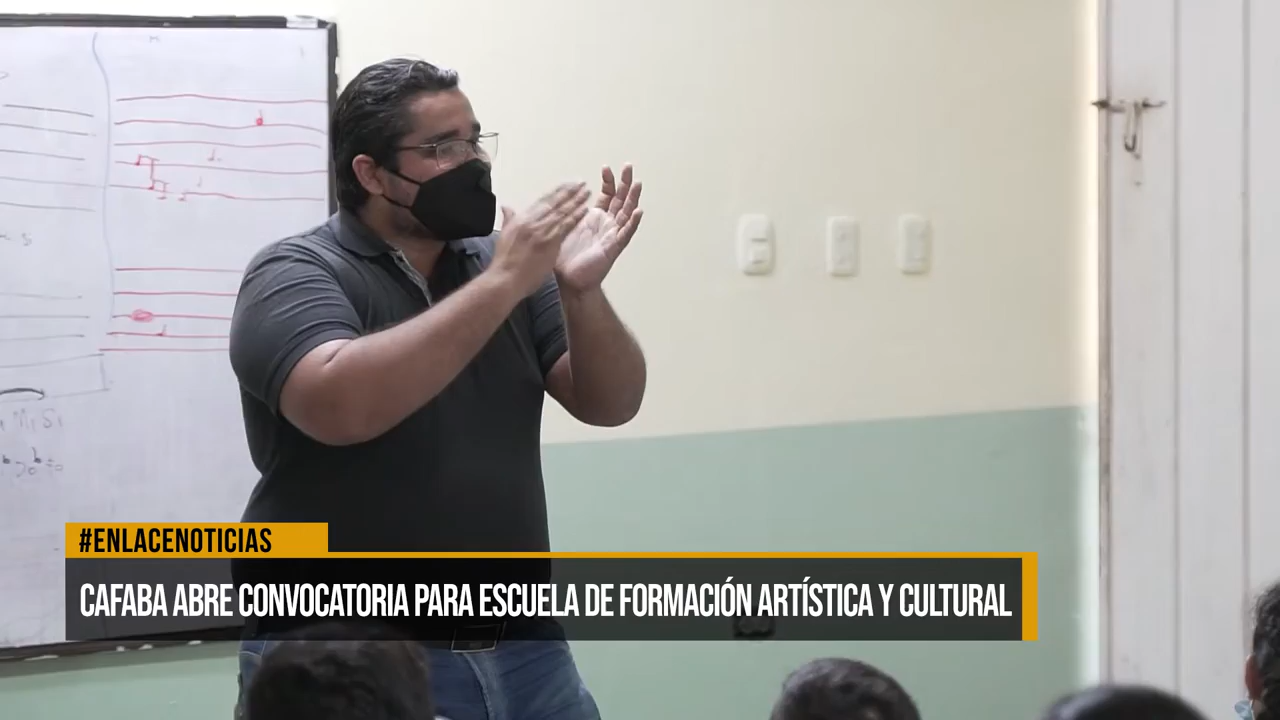 #ENLACENOTICIAS
CAFABA ABRE CONVOCATORIA PARA ESCUELA DE FORMACIÓN ARTÍSTICA Y CULTURAL